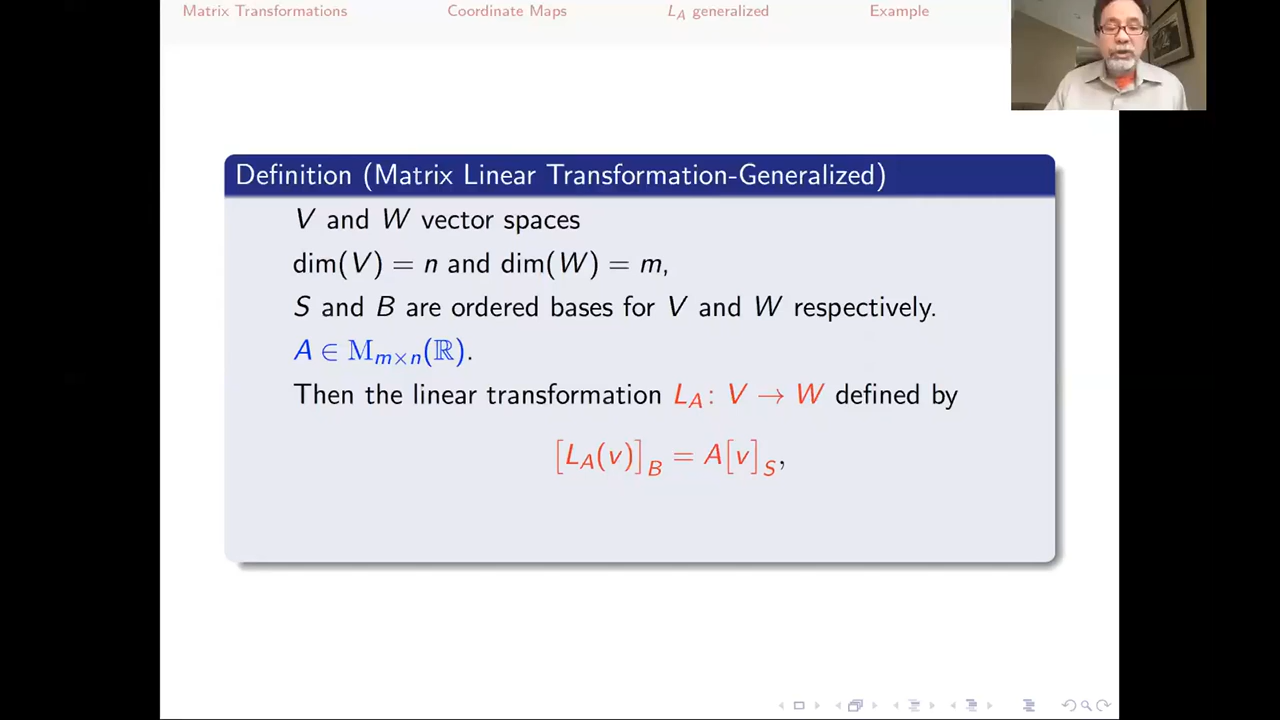 Matrix Transformations Coordinate Maps L_A generalized Example
Definition (Matrix Linear Transformation-Generalized)
V and W vector spaces
dim(V) = n and dim(W) = m,
S and B are ordered bases for V and W respectively.
A ∈ M_{m×n}(ℝ).
Then the linear transformation L_A : V → W defined by
[L_A(v)]_B = A[v]_S,